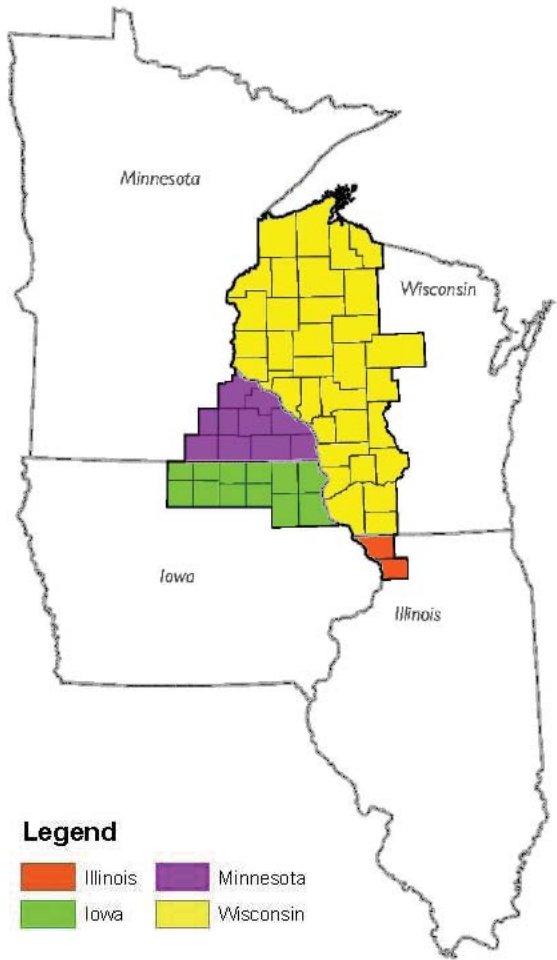 Minnesota
Wisconsin
Iowa
Illinois
Legend
Illinois
Minnesota
Iowa
Wisconsin